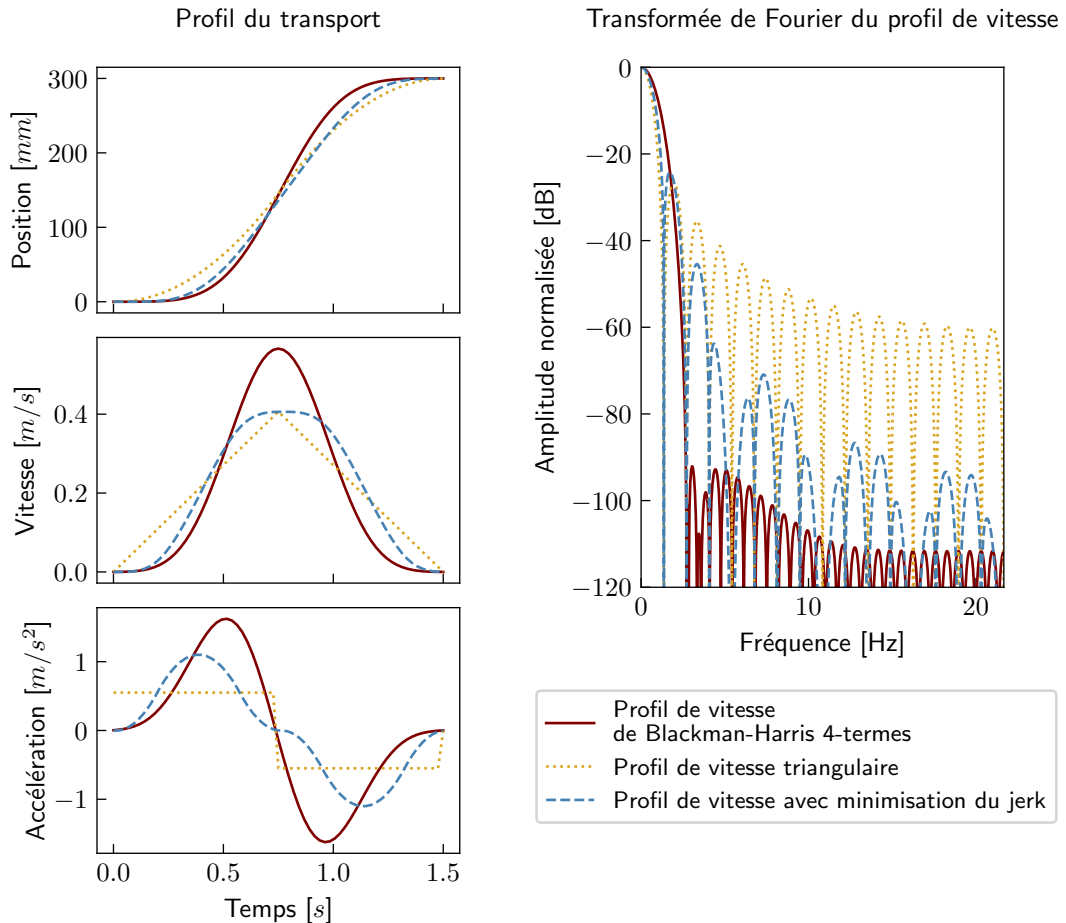 Profil du transport
Transformée de Fourier du profil de vitesse
300
200
100
0
Position [mm]
0.4
0.2
0.0
Vitesse [m/s]
1
0
−1
Accélération [m/s²]
0.0 0.5 1.0 1.5
Temps [s]
0
−20
−40
−60
−80
−100
−120
Amplitude normalisée [dB]
0 10 20
Fréquence [Hz]
Profil de vitesse
de Blackman-Harris 4-termes
Profil de vitesse triangulaire
Profil de vitesse avec minimisation du jerk